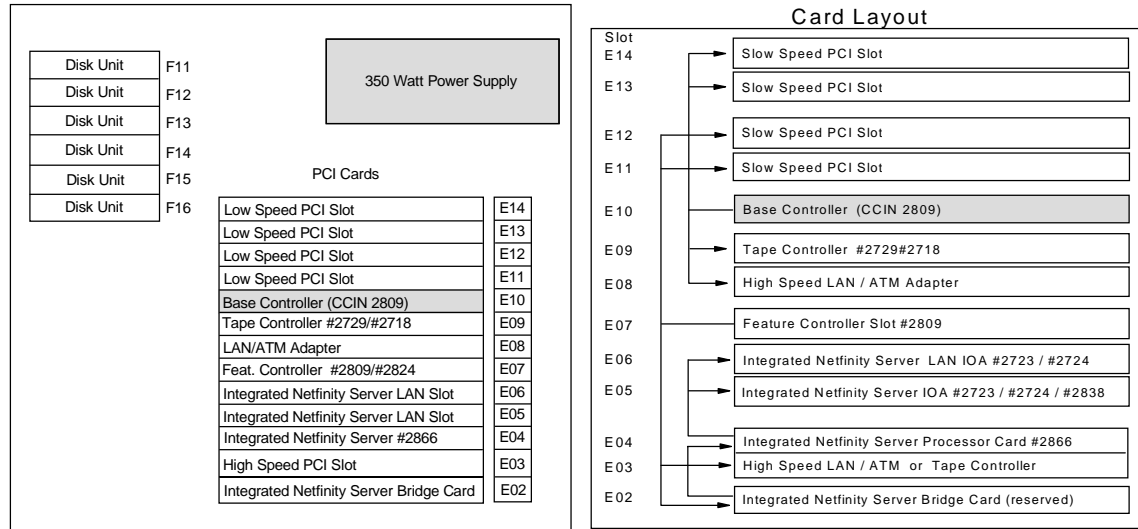 Disk Unit F11
Disk Unit F12
Disk Unit F13
Disk Unit F14
Disk Unit F15
Disk Unit F16
350 Watt Power Supply
PCI Cards
Low Speed PCI Slot E14
Low Speed PCI Slot E13
Low Speed PCI Slot E12
Low Speed PCI Slot E11
Base Controller (CCIN 2809) E10
Tape Controller #2729/#2718 E09
LAN/ATM Adapter E08
Feat. Controller #2809/#2824 E07
Integrated Netfinity Server LAN Slot E06
Integrated Netfinity Server LAN Slot E05
Integrated Netfinity Server #2866 E04
High Speed PCI Slot E03
Integrated Netfinity Server Bridge Card E02
Card Layout
Slot
E14 Slow Speed PCI Slot
E13 Slow Speed PCI Slot
E12 Slow Speed PCI Slot
E11 Slow Speed PCI Slot
E10 Base Controller (CCIN 2809)
E09 Tape Controller #2729#2718
E08 High Speed LAN / ATM Adapter
E07 Feature Controller Slot #2809
E06 Integrated Netfinity Server LAN IOA #2723 / #2724
E05 Integrated Netfinity Server IOA #2723 / #2724 / #2838
E04 Integrated Netfinity Server Processor Card #2866
E03 High Speed LAN / ATM or Tape Controller
E02 Integrated Netfinity Server Bridge Card (reserved)